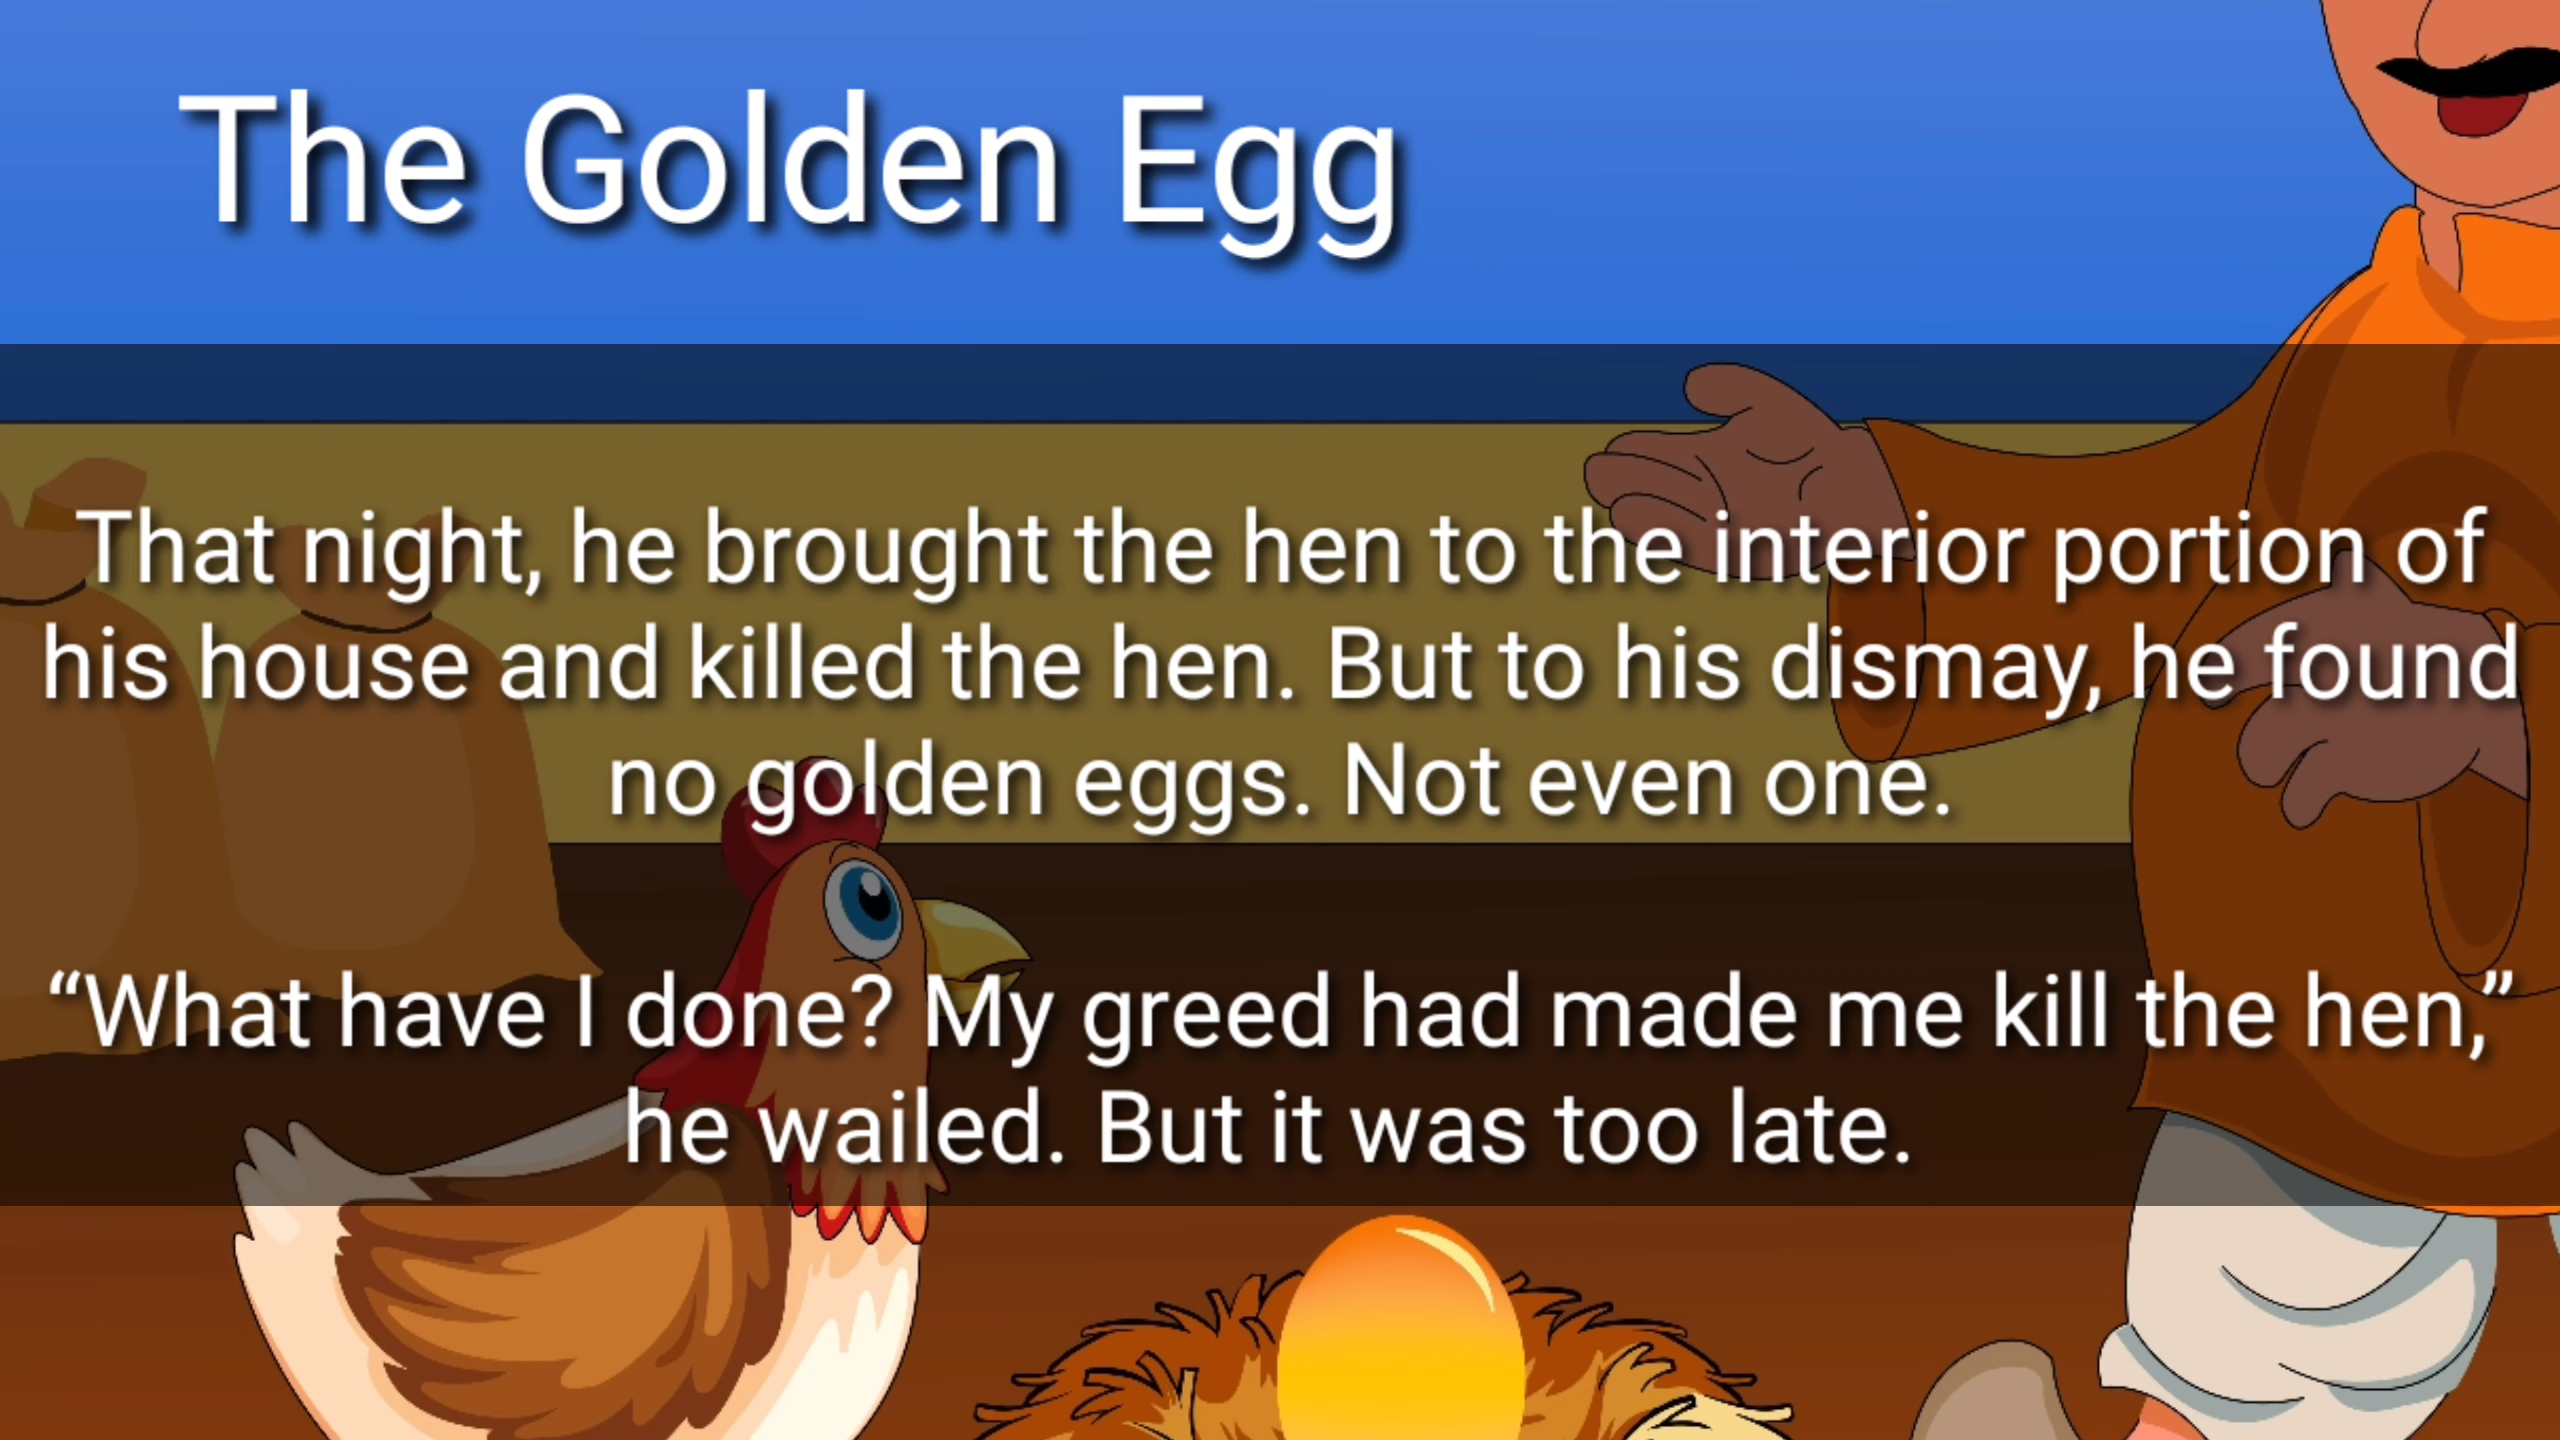 The Golden Egg
That night, he brought the hen to the interior portion of
his house and killed the hen. But to his dismay, he found
no golden eggs. Not even one.
“What have I done? My greed had made me kill the hen,”
he wailed. But it was too late.